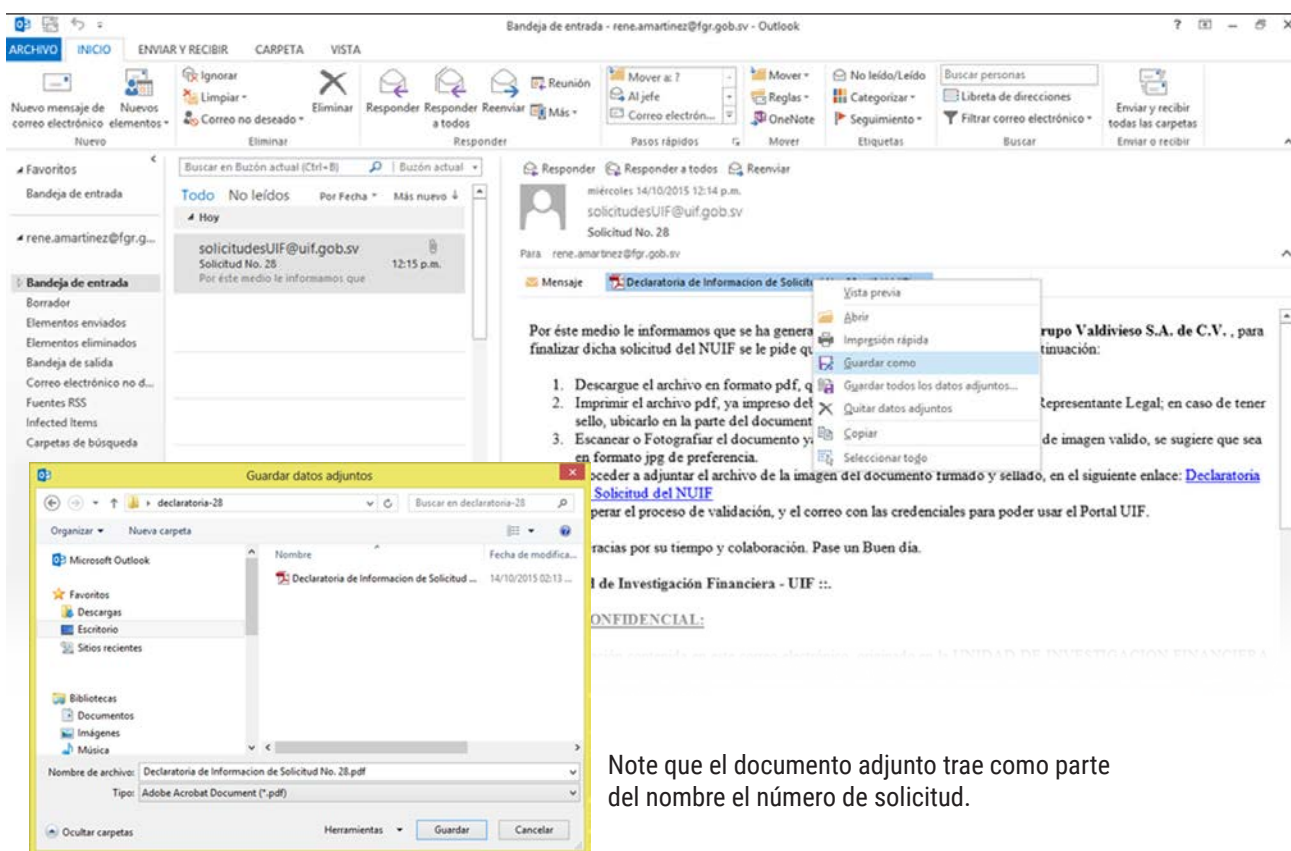 Bandeja de entrada - rene.amartinez@fgr.gob.sv - Outlook
ARCHIVO INICIO ENVIAR Y RECIBIR CARPETA VISTA
Nuevo mensaje de correo electrónico
Nuevos elementos
Nuevo
Ignorar
Limpiar
Correo no deseado
Eliminar
Eliminar
Responder
Responder a todos
Reenviar
Reunión
Más
Responder
Mover a: ?
Al jefe
Correo electrón...
Pasos rápidos
Mover
Reglas
OneNote
Mover
No leído/Leído
Categorizar
Seguimiento
Etiquetas
Buscar personas
Libreta de direcciones
Filtrar correo electrónico
Buscar
Enviar y recibir todas las carpetas
Enviar o recibir
Favoritos
Bandeja de entrada
rene.amartinez@fgr.g...
Bandeja de entrada
Borrador
Elementos enviados
Elementos eliminados
Bandeja de salida
Correo electrónico no d...
Fuentes RSS
Infected Items
Carpetas de búsqueda
Buscar en Buzón actual (Ctrl+B) Buzón actual
Todo No leídos Por Fecha Más nuevo
Hoy
solicitudesUIF@uif.gob.sv
Solicitud No. 28 12:15 p.m.
Por éste medio le informamos que
Responder Responder a todos Reenviar
miércoles 14/10/2015 12:14 p.m.
solicitudesUIF@uif.gob.sv
Solicitud No. 28
Para rene.amartinez@fgr.gob.sv
Mensaje Declaratoria de Informacion de Solicitu
Vista previa
Abrir
Impresión rápida
Guardar como
Guardar todos los datos adjuntos...
Quitar datos adjuntos
Copiar
Seleccionar todo
Por éste medio le informamos que se ha genera rupo Valdivieso S.A. de C.V. , para
finalizar dicha solicitud del NUIF se le pide qu tinuación:
1. Descargue el archivo en formato pdf, q
2. Imprimir el archivo pdf, ya impreso deb Representante Legal; en caso de tener
sello, ubicarlo en la parte del document
3. Escanear o Fotografiar el documento y de imagen valido, se sugiere que sea
en formato jpg de preferencia.
oceder a adjuntar el archivo de la imagen del documento firmado y sellado, en el siguiente enlace: Declaratoria
Solicitud del NUIF
perar el proceso de validación, y el correo con las credenciales para poder usar el Portal UIF.
racias por su tiempo y colaboración. Pase un Buen día.
d de Investigación Financiera - UIF ::.
ONFIDENCIAL:
Guardar datos adjuntos
declaratoria-28 Buscar en declaratoria-28
Organizar Nueva carpeta
Microsoft Outlook
Favoritos
Descargas
Escritorio
Sitios recientes
Bibliotecas
Documentos
Imágenes
Música
Nombre Fecha de modifica...
Declaratoria de Informacion de Solicitud ... 14/10/2015 02:13 ...
Nombre de archivo: Declaratoria de Informacion de Solicitud No. 28.pdf
Tipo: Adobe Acrobat Document (*.pdf)
Ocultar carpetas Herramientas Guardar Cancelar
Note que el documento adjunto trae como parte
del nombre el número de solicitud.